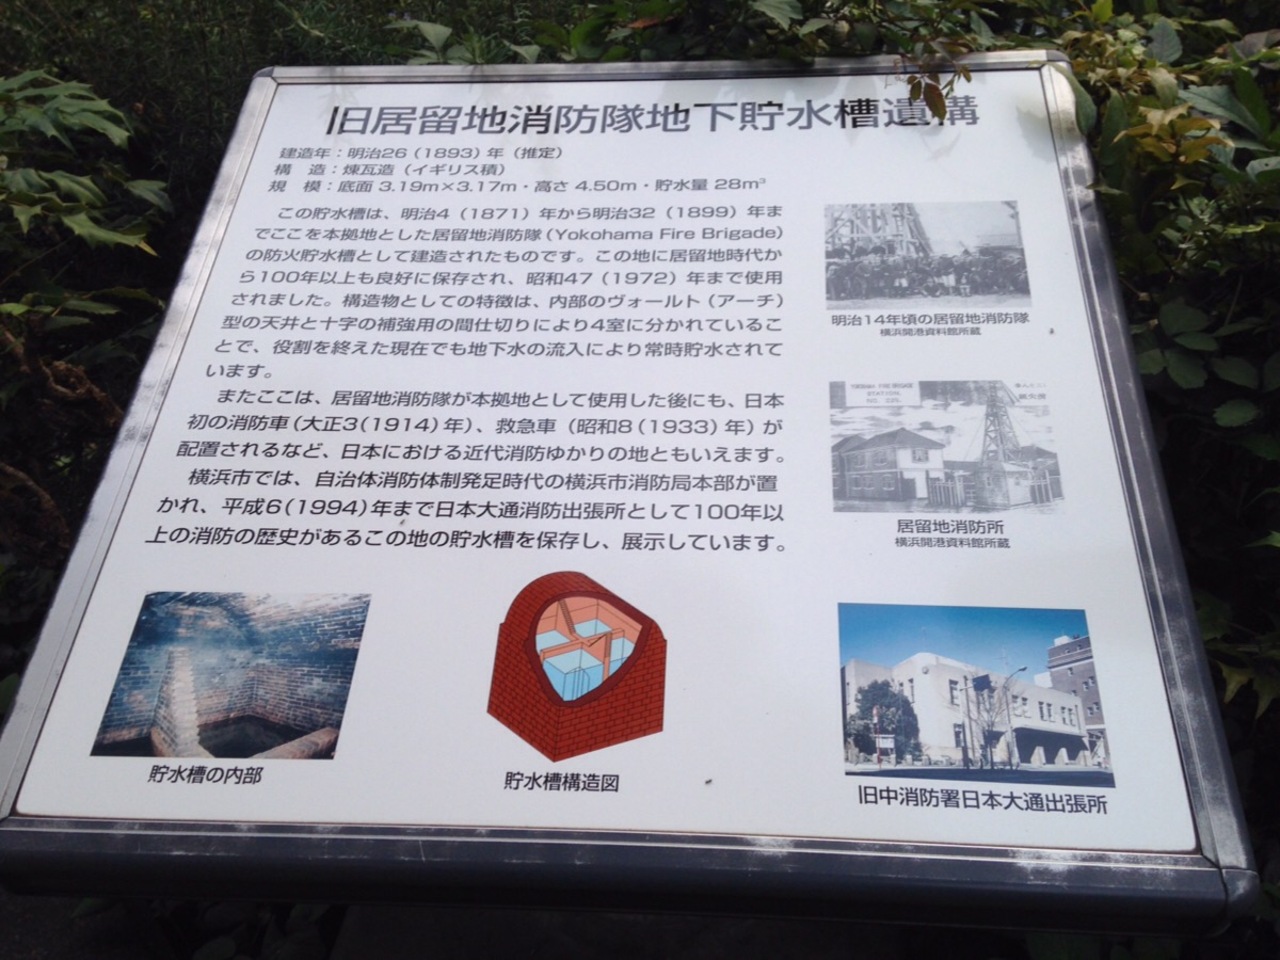 旧居留地消防隊地下貯水槽遺構
建造年：明治26（1893）年（推定）
構　造：煉瓦造（イギリス積）
規　模：底面 3.19m×3.17m・高さ 4.50m・貯水量 28m³
この貯水槽は、明治4（1871）年から明治32（1899）年ま
でここを本拠地とした居留地消防隊（Yokohama Fire Brigade）
の防火貯水槽として建造されたものです。この地に居留地時代か
ら100年以上も良好に保存され、昭和47（1972）年まで使用
されました。構造物としての特徴は、内部のヴォールト（アーチ）
型の天井と十字の補強用の間仕切りにより4室に分かれているこ
とで、役割を終えた現在でも地下水の流入により常時貯水されて
います。
またここは、居留地消防隊が本拠地として使用した後にも、日本
初の消防車（大正3（1914）年）、救急車（昭和8（1933）年）が
配置されるなど、日本における近代消防ゆかりの地ともいえます。
横浜市では、自治体消防体制発足時代の横浜市消防局本部が置
かれ、平成6（1994）年まで日本大通消防出張所として100年以
上の消防の歴史があるこの地の貯水槽を保存し、展示しています。
明治14年頃の居留地消防隊
横浜開港資料館所蔵
YOKOHAMA FIRE BRIGADE
STATION.
NO. 238.
居留地消防所
横浜開港資料館所蔵
貯水槽の内部
貯水槽構造図
旧中消防署日本大通出張所